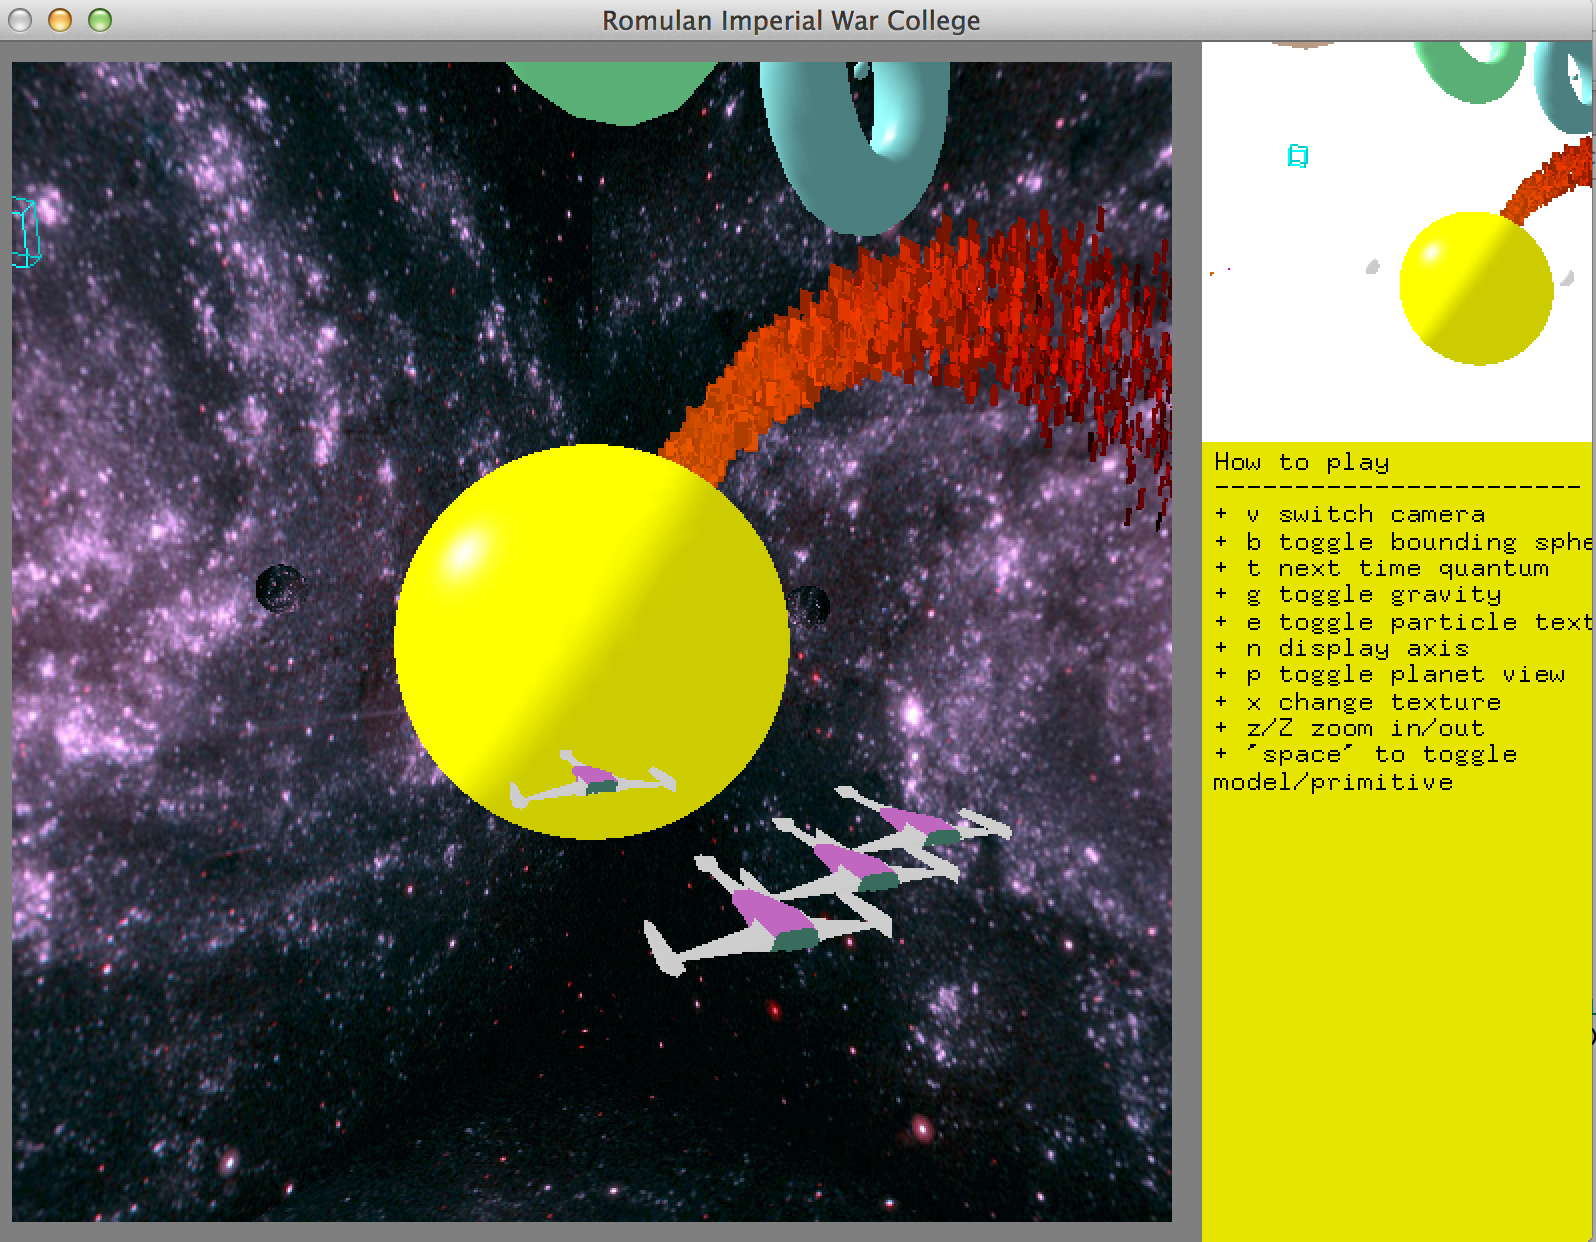 Romulan Imperial War College
How to play
-----------------------
+ v switch camera
+ b toggle bounding sphe
+ t next time quantum
+ g toggle gravity
+ e toggle particle text
+ n display axis
+ p toggle planet view
+ x change texture
+ z/Z zoom in/out
+ 'space' to toggle
model/primitive